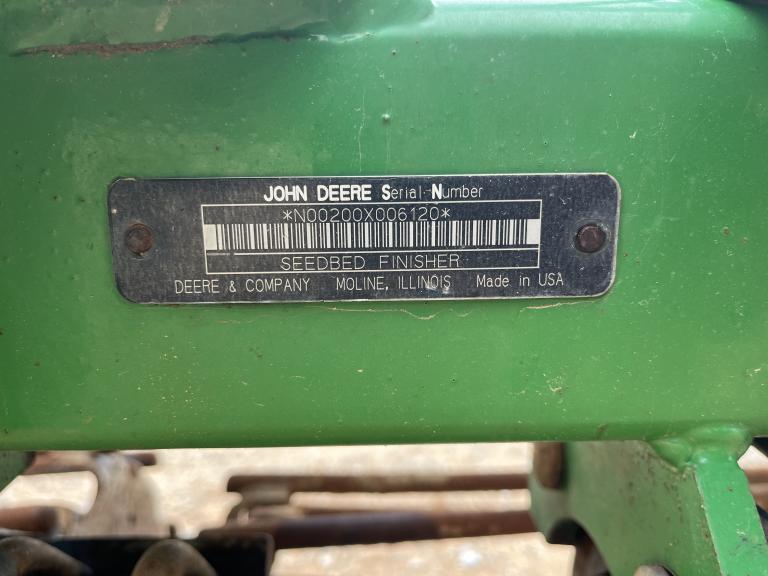 JOHN DEERE Serial Number
*N00200X006120*
SEEDBED FINISHER
DEERE & COMPANY MOLINE, ILLINOIS Made in USA